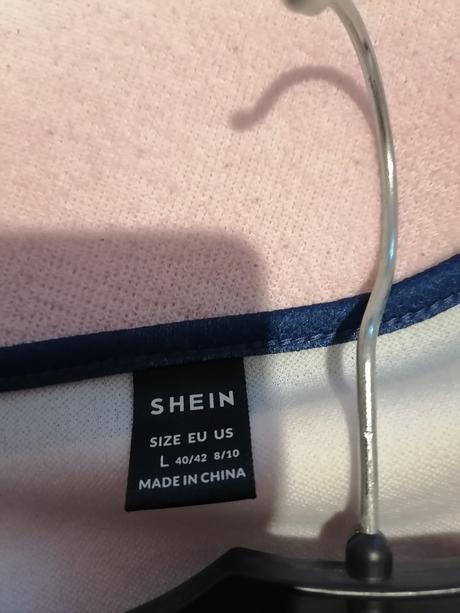 SHEIN
SIZE EU US
L 40/42 8/10
MADE IN CHINA